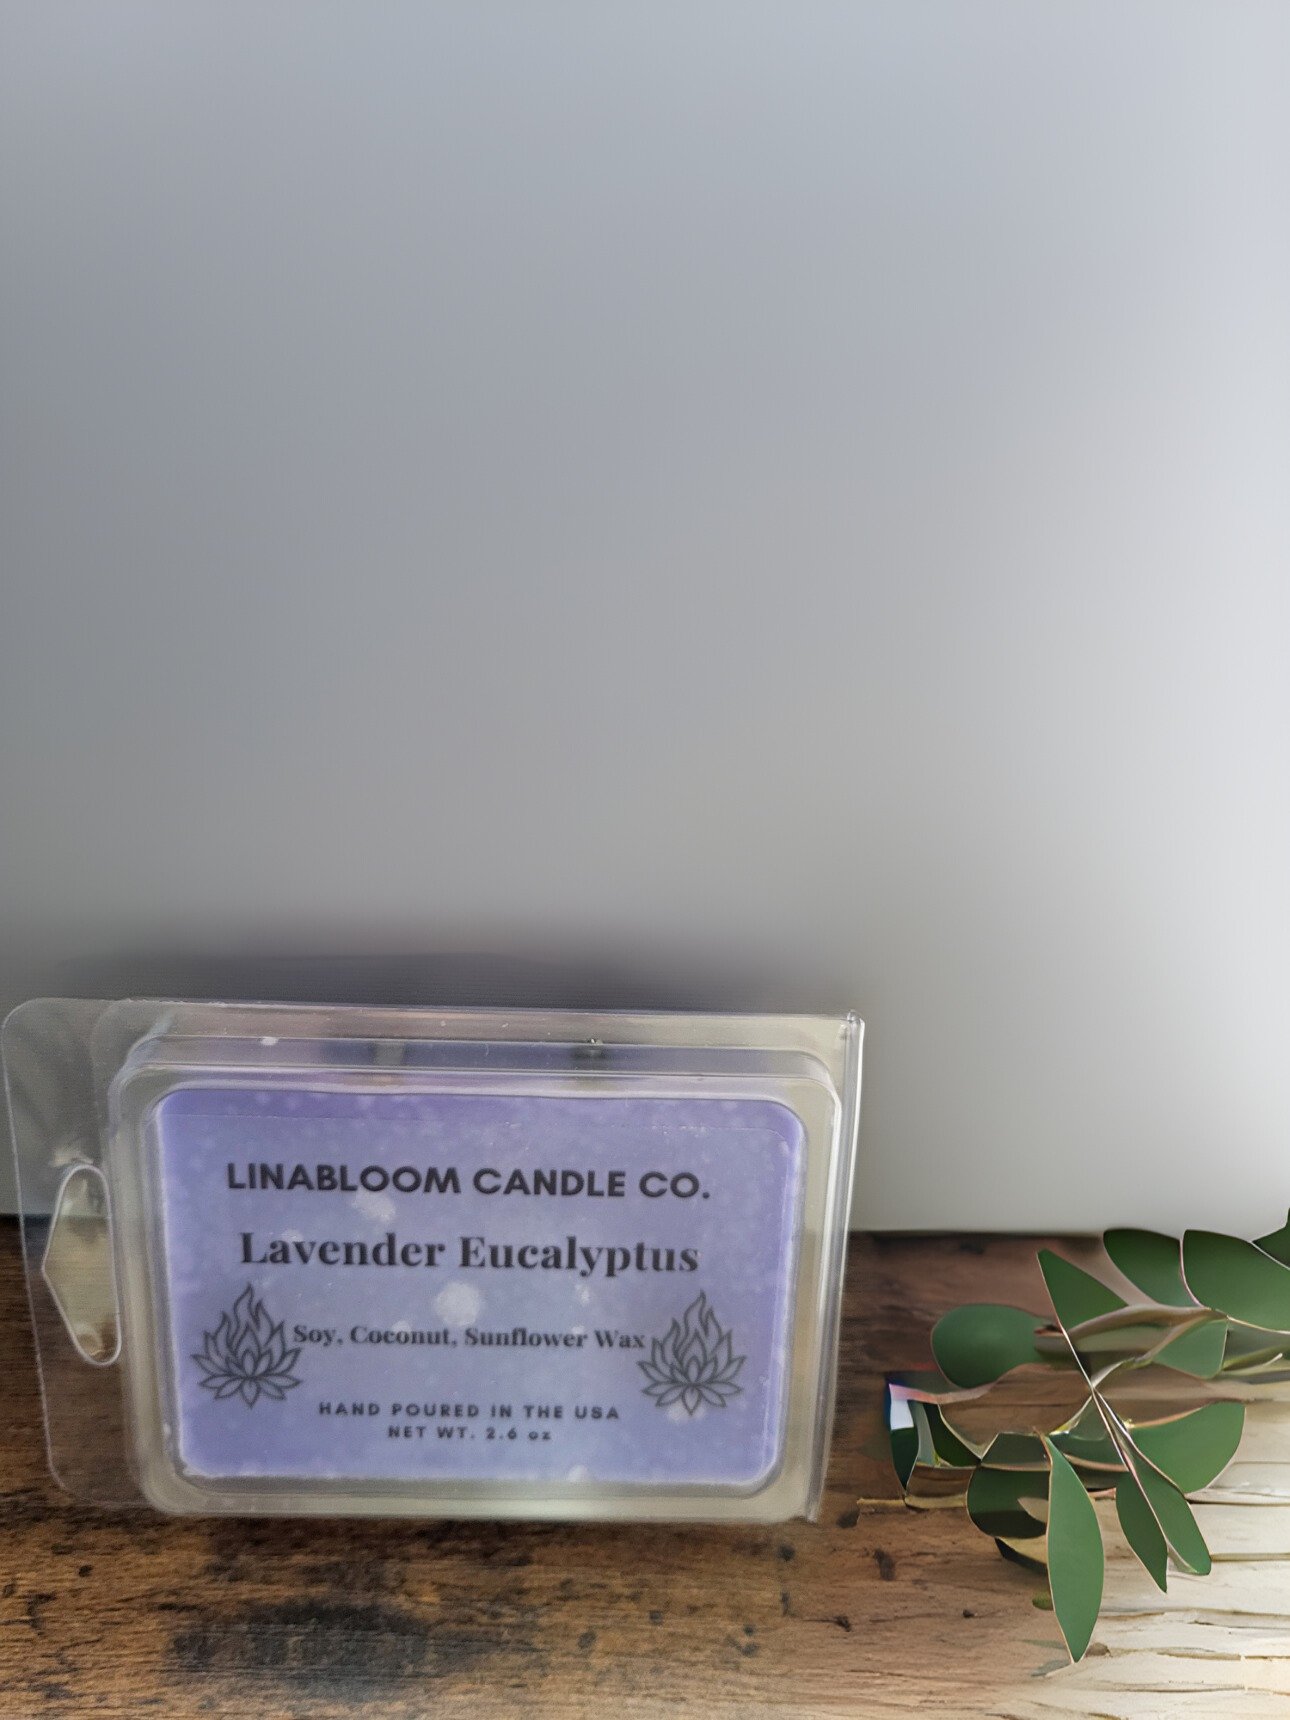 LINABLOOM CANDLE CO.
Lavender Eucalyptus
Soy, Coconut, Sunflower Wax
HAND POURED IN THE USA
NET WT. 2.6 oz